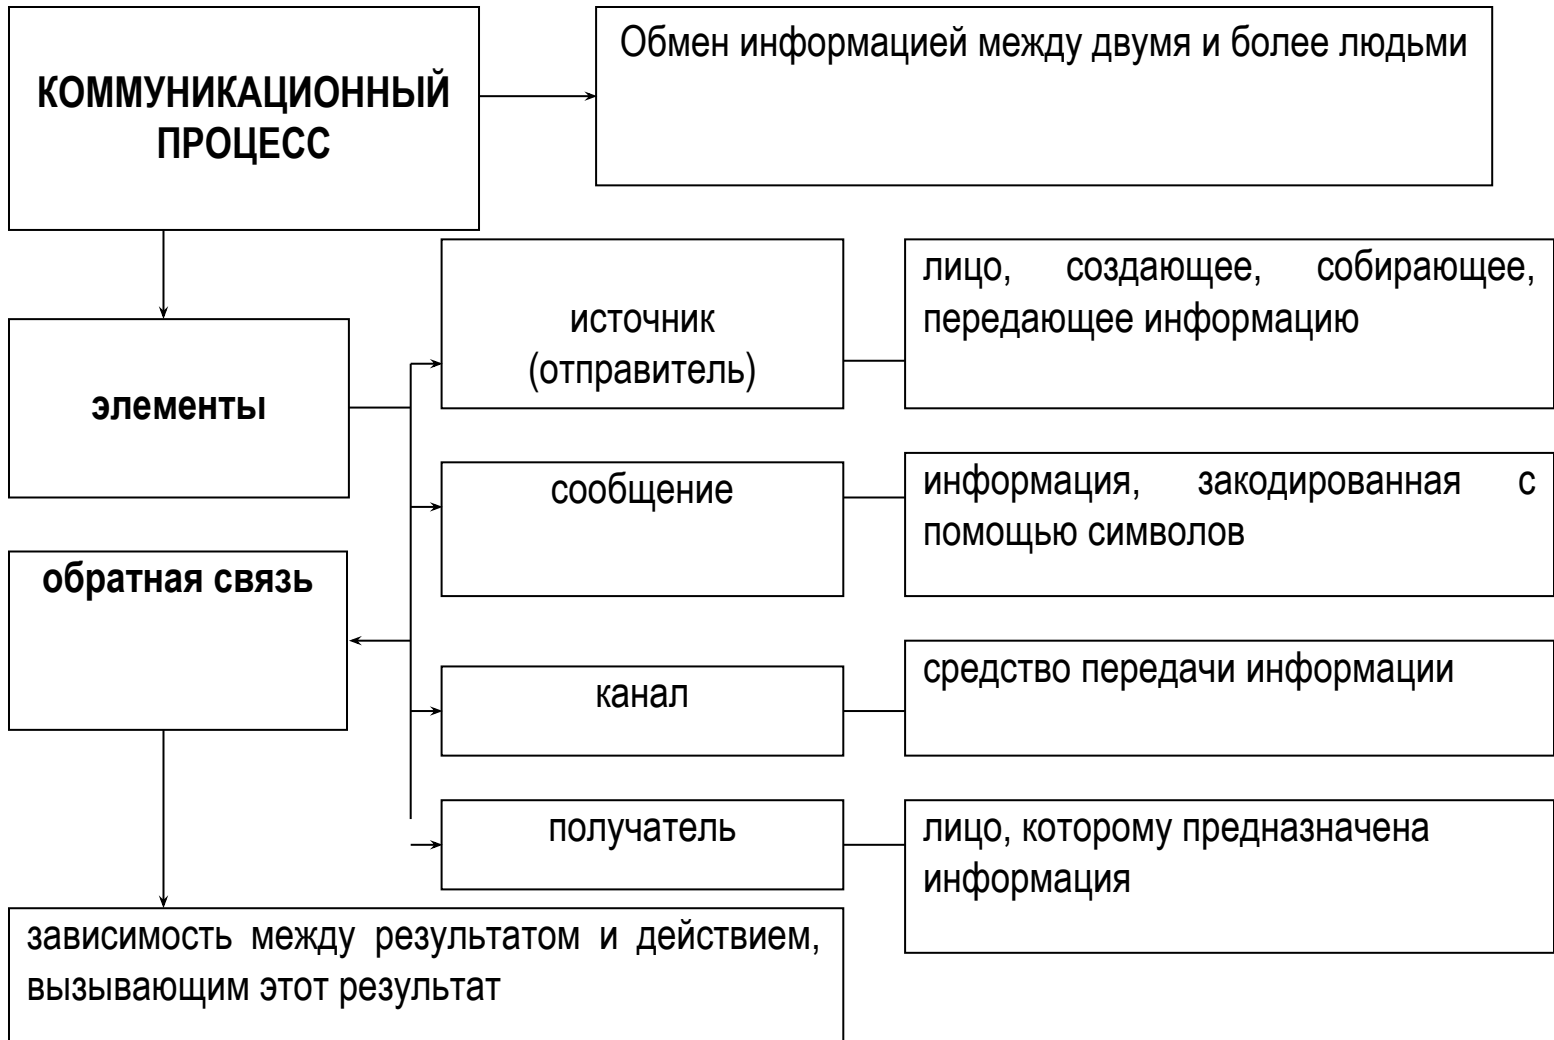 КОММУНИКАЦИОННЫЙ
ПРОЦЕСС
Обмен информацией между двумя и более людьми
элементы
источник
(отправитель)
лицо, создающее, собирающее,
передающее информацию
сообщение
информация, закодированная с
помощью символов
обратная связь
канал
средство передачи информации
получатель
лицо, которому предназначена
информация
зависимость между результатом и действием,
вызывающим этот результат